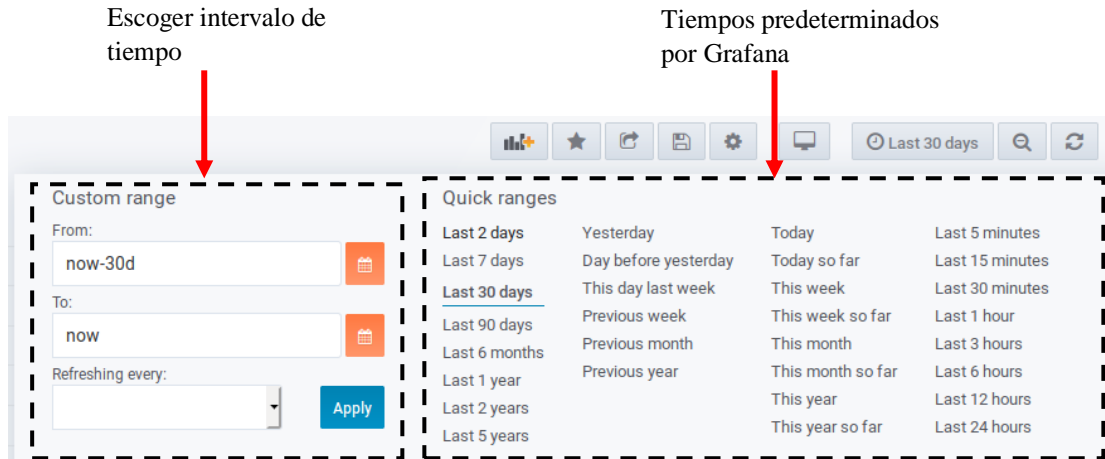 Escoger intervalo de
tiempo
Tiempos predeterminados
por Grafana
Last 30 days
Custom range
From:
now-30d
To:
now
Refreshing every:
Apply
Quick ranges
Last 2 days
Last 7 days
Last 30 days
Last 90 days
Last 6 months
Last 1 year
Last 2 years
Last 5 years
Yesterday
Day before yesterday
This day last week
Previous week
Previous month
Previous year
Today
Today so far
This week
This week so far
This month
This month so far
This year
This year so far
Last 5 minutes
Last 15 minutes
Last 30 minutes
Last 1 hour
Last 3 hours
Last 6 hours
Last 12 hours
Last 24 hours